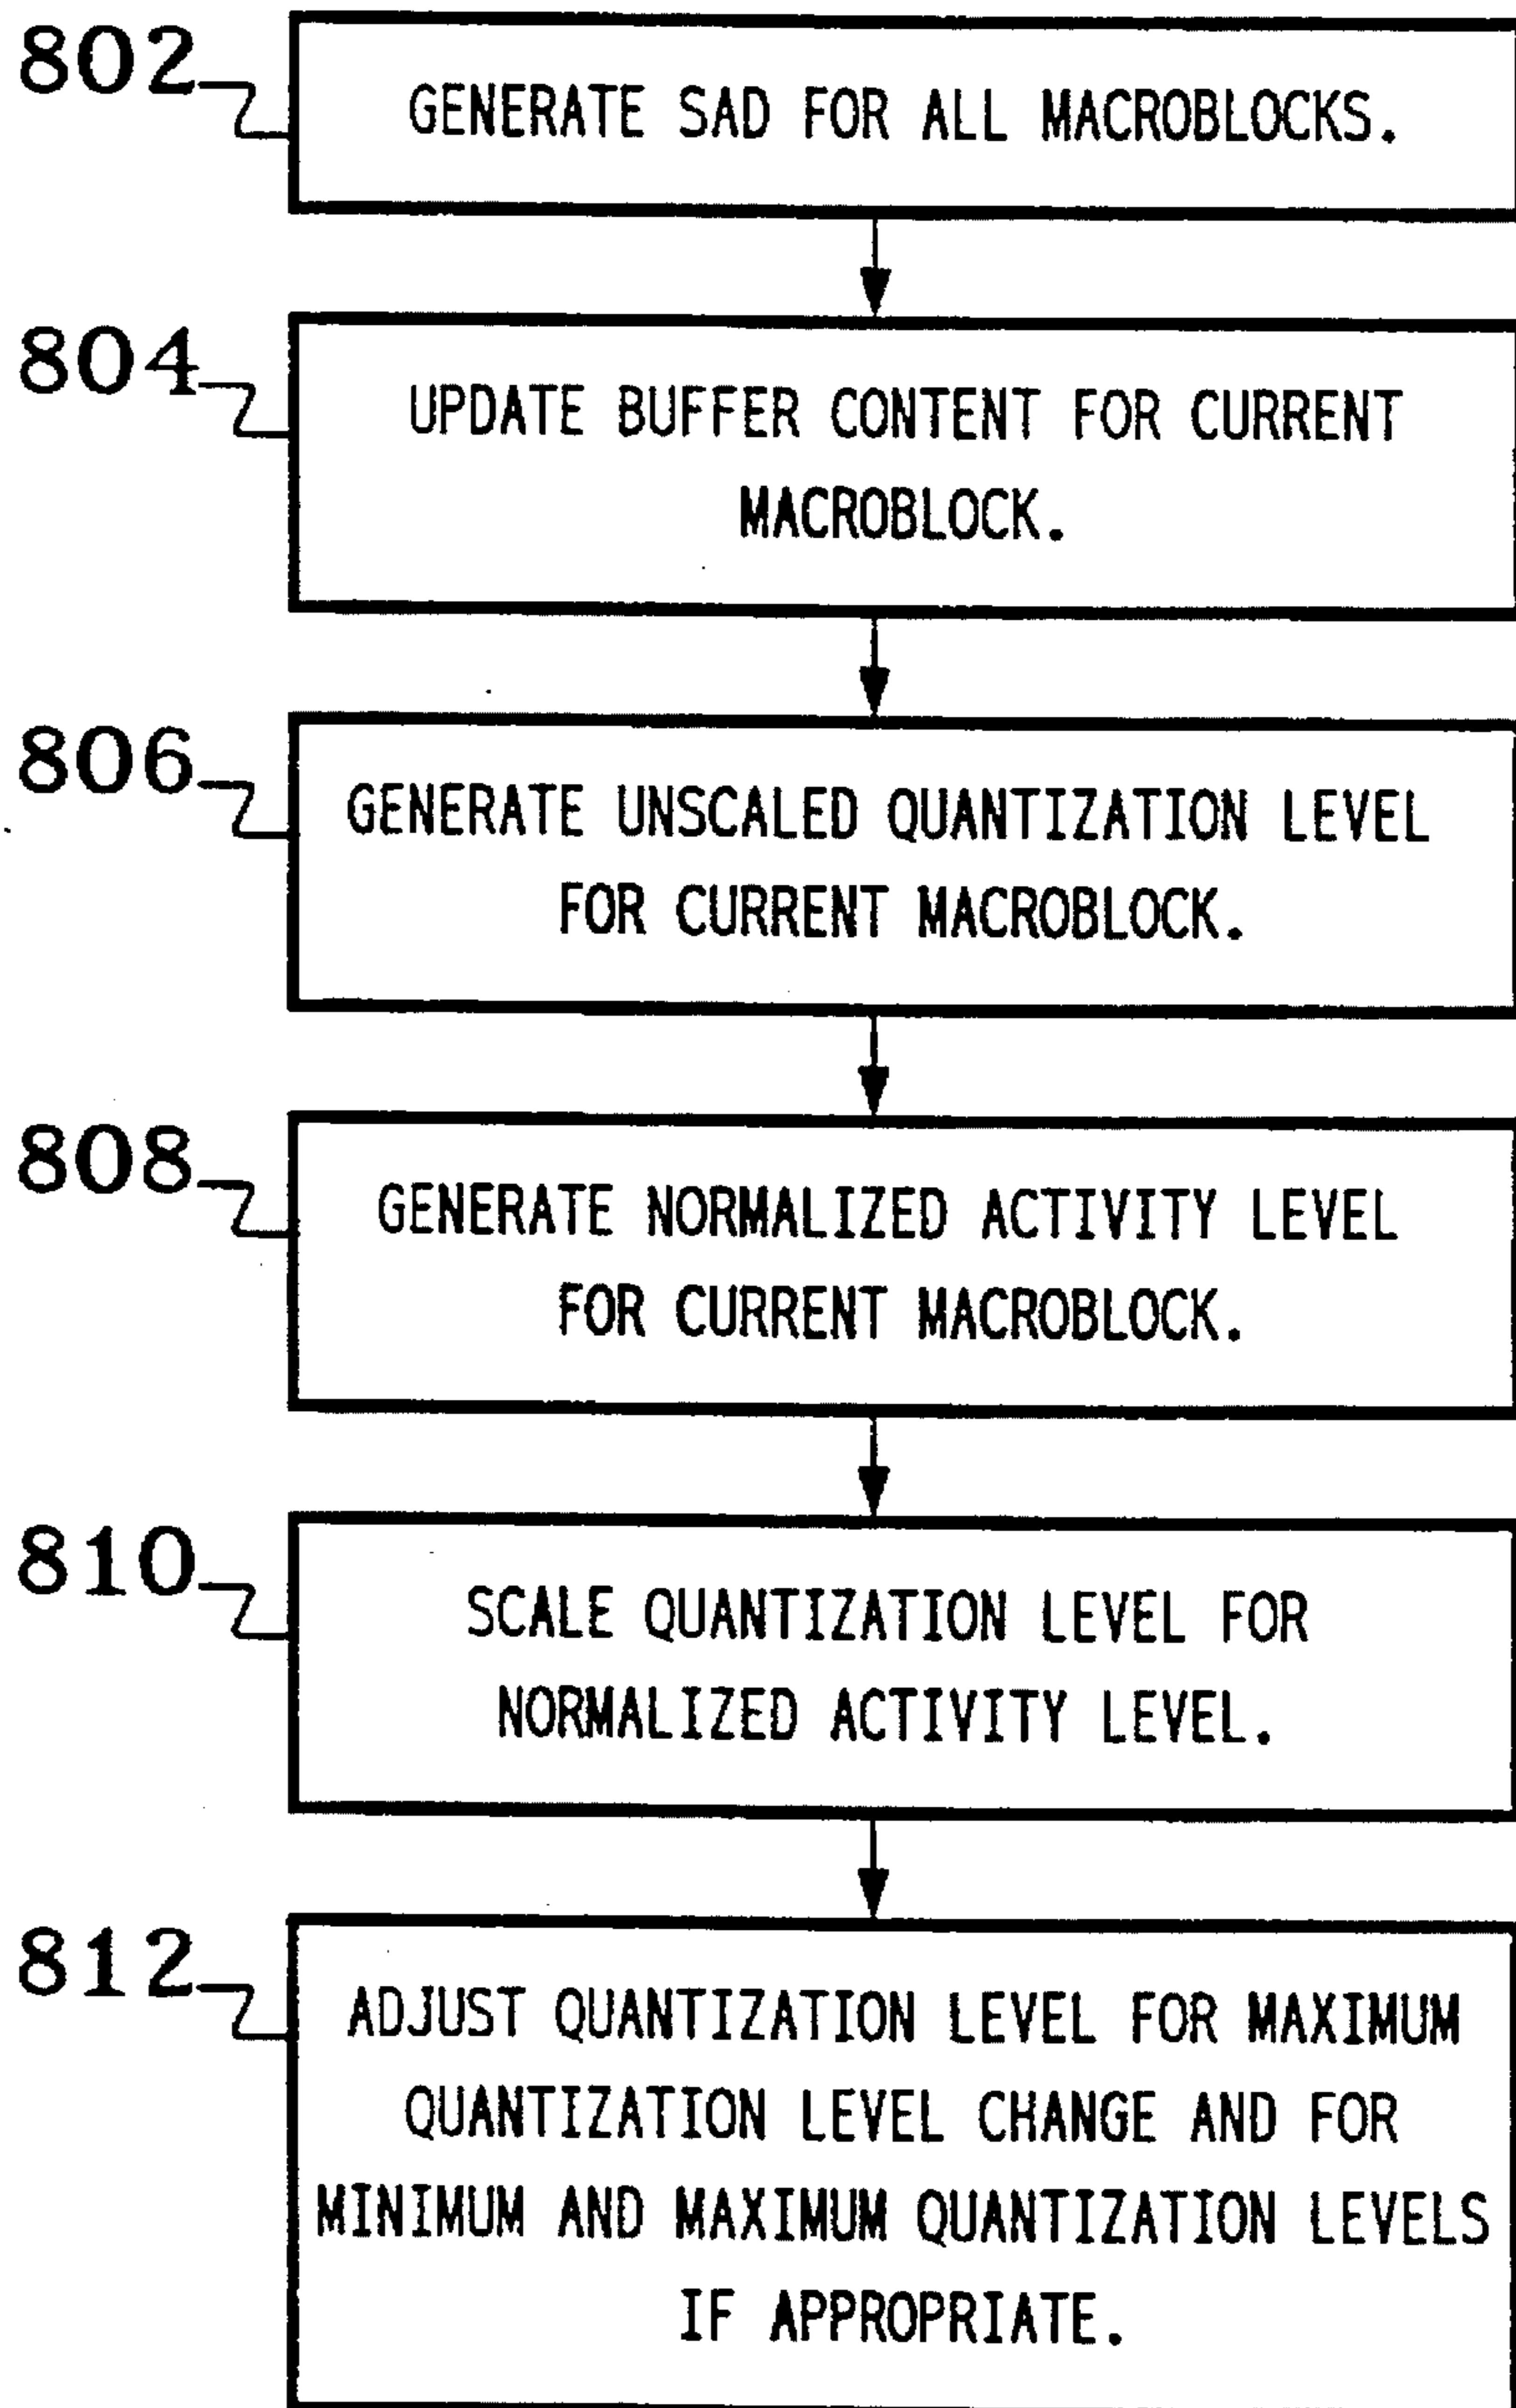 802
GENERATE SAD FOR ALL MACROBLOCKS.
804
UPDATE BUFFER CONTENT FOR CURRENT
MACROBLOCK.
806
GENERATE UNSCALED QUANTIZATION LEVEL
FOR CURRENT MACROBLOCK.
808
GENERATE NORMALIZED ACTIVITY LEVEL
FOR CURRENT MACROBLOCK.
810
SCALE QUANTIZATION LEVEL FOR
NORMALIZED ACTIVITY LEVEL.
812
ADJUST QUANTIZATION LEVEL FOR MAXIMUM
QUANTIZATION LEVEL CHANGE AND FOR
MINIMUM AND MAXIMUM QUANTIZATION LEVELS
IF APPROPRIATE.